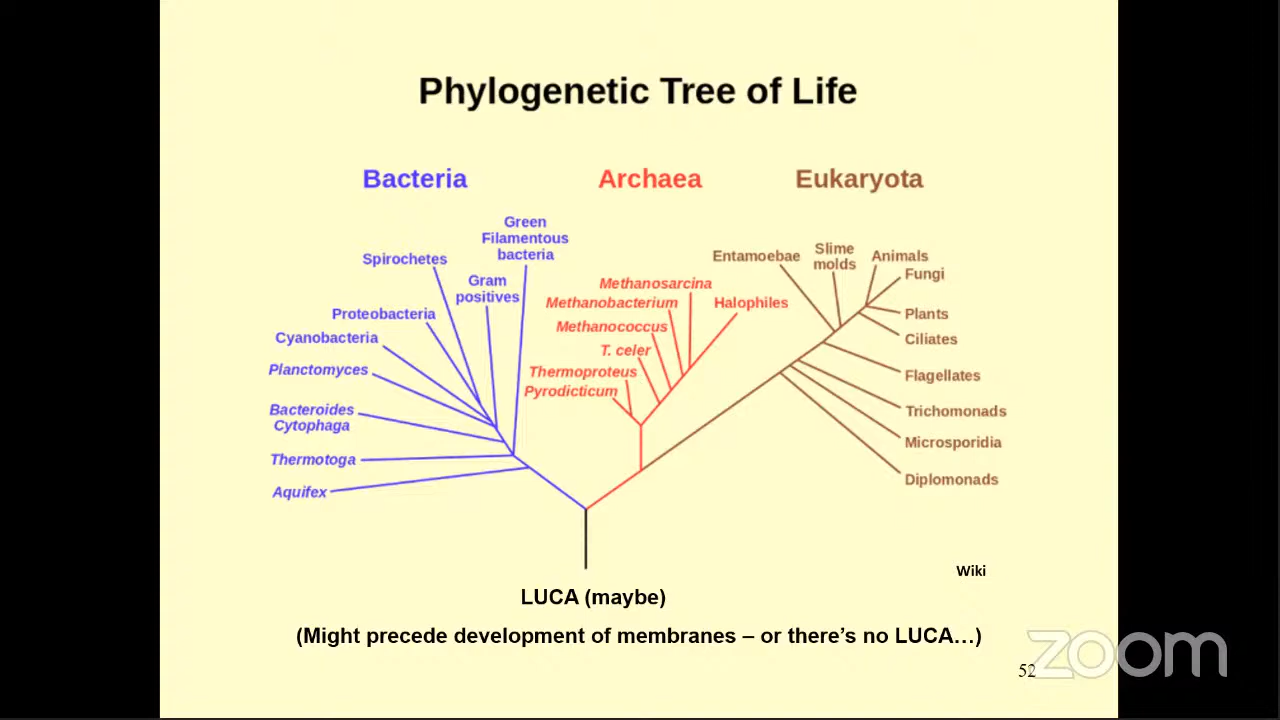 Phylogenetic Tree of Life
Bacteria
Archaea
Eukaryota
Green
Filamentous
bacteria
Spirochetes
Gram
positives
Proteobacteria
Cyanobacteria
Planctomyces
Bacteroides
Cytophaga
Thermotoga
Aquifex
Methanosarcina
Methanobacterium
Halophiles
Methanococcus
T. celer
Thermoproteus
Pyrodicticum
Entamoebae
Slime
molds
Animals
Fungi
Plants
Ciliates
Flagellates
Trichomonads
Microsporidia
Diplomonads
Wiki
LUCA (maybe)
(Might precede development of membranes – or there’s no LUCA…)
52
zoom